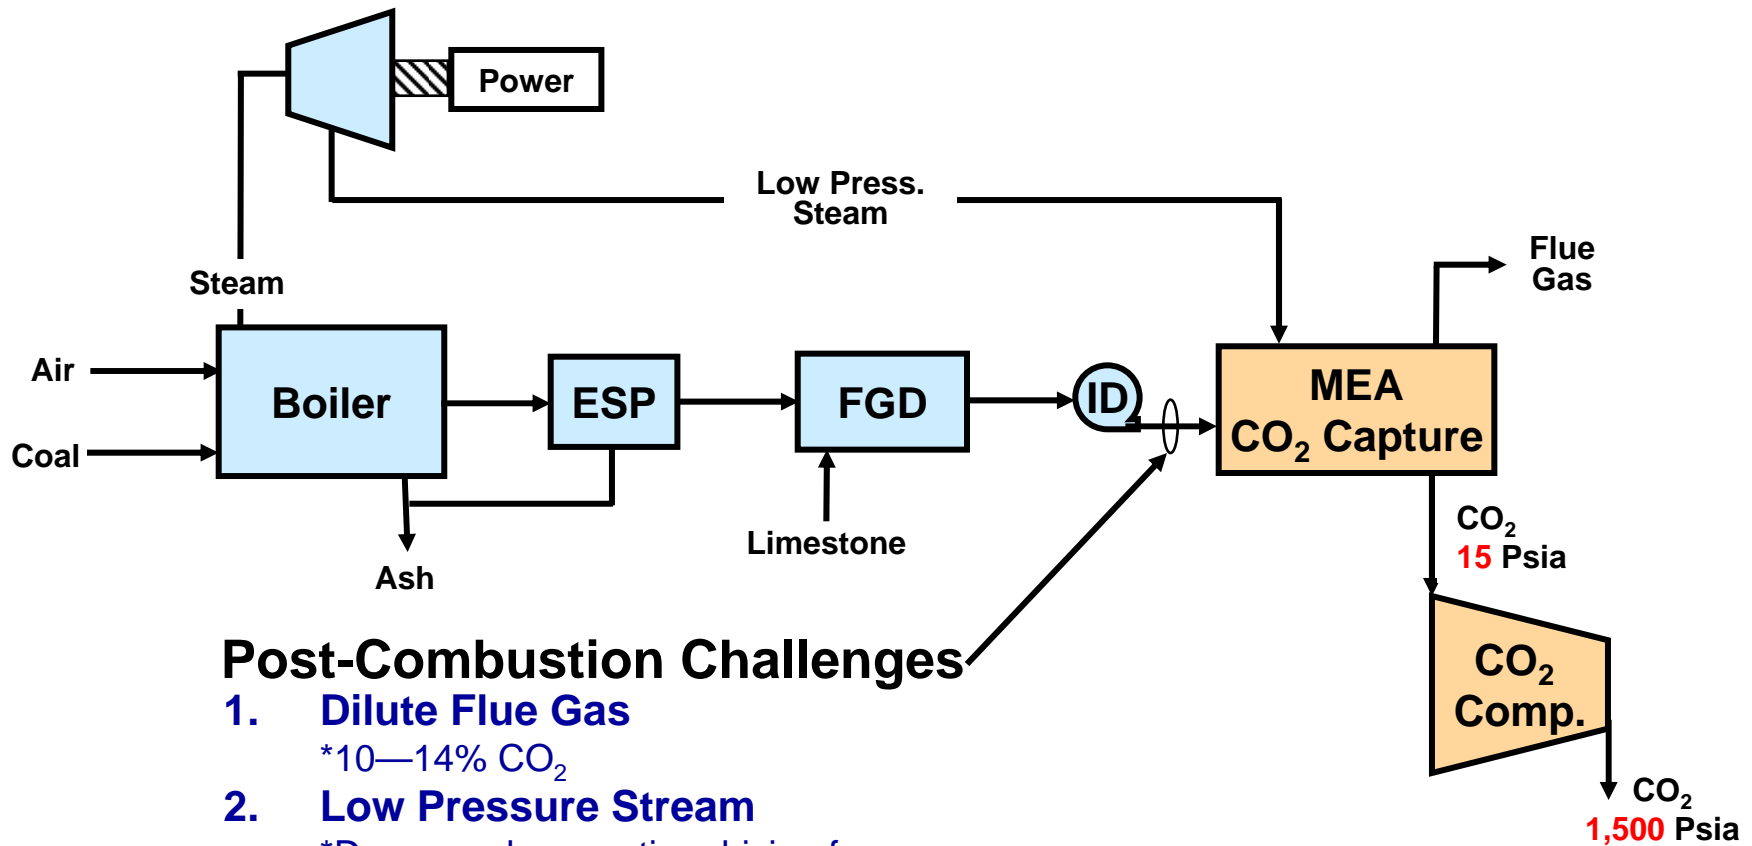 Power
Low Press.
Steam
Flue
Gas
Steam
Air
Boiler
ESP
FGD
ID
MEA
CO₂ Capture
Coal
Limestone
Ash
CO₂
15 Psia
Post-Combustion Challenges
1. Dilute Flue Gas
*10—14% CO₂
2. Low Pressure Stream
CO₂
Comp.
CO₂
1,500 Psia